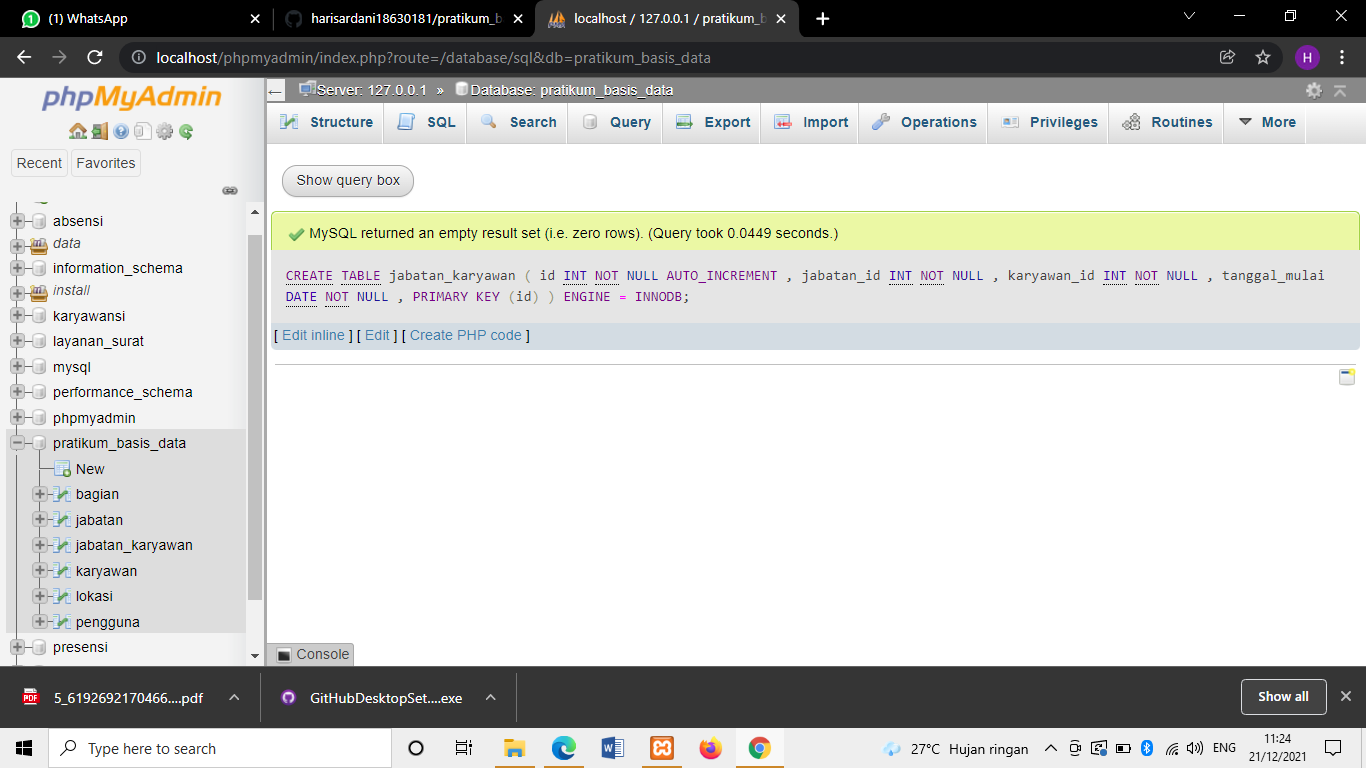 (1) WhatsApp
harisardani18630181/pratikum_b
localhost / 127.0.0.1 / pratikum_b
localhost/phpmyadmin/index.php?route=/database/sql&db=pratikum_basis_data
H
phpMyAdmin
Recent
Favorites
absensi
data
information_schema
install
karyawansi
layanan_surat
mysql
performance_schema
phpmyadmin
pratikum_basis_data
New
bagian
jabatan
jabatan_karyawan
karyawan
lokasi
pengguna
presensi
Server: 127.0.0.1 » Database: pratikum_basis_data
Structure
SQL
Search
Query
Export
Import
Operations
Privileges
Routines
More
Show query box
MySQL returned an empty result set (i.e. zero rows). (Query took 0.0449 seconds.)
CREATE TABLE jabatan_karyawan ( id INT NOT NULL AUTO_INCREMENT , jabatan_id INT NOT NULL , karyawan_id INT NOT NULL , tanggal_mulai
DATE NOT NULL , PRIMARY KEY (id) ) ENGINE = INNODB;
[ Edit inline ] [ Edit ] [ Create PHP code ]
Console
PDF
5_6192692170466....pdf
GitHubDesktopSet....exe
Show all
Type here to search
27°C Hujan ringan
ENG
11:24
21/12/2021